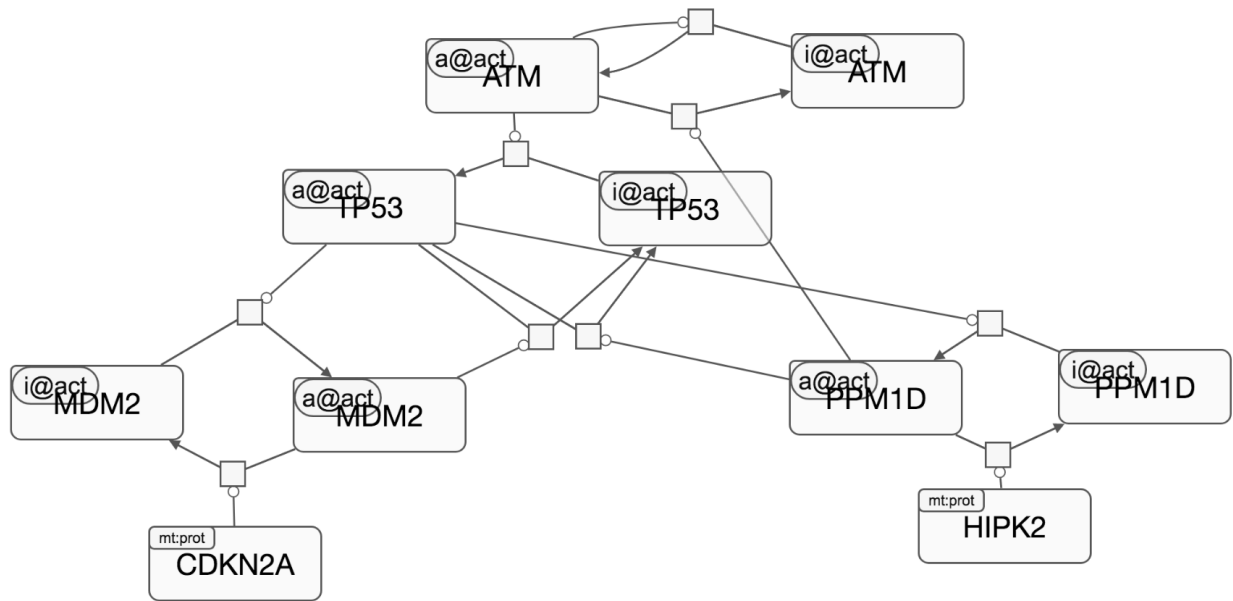 a@act
ATM
i@act
ATM
a@act
TP53
i@act
TP53
i@act
MDM2
a@act
MDM2
a@act
PPM1D
i@act
PPM1D
mt:prot
CDKN2A
mt:prot
HIPK2